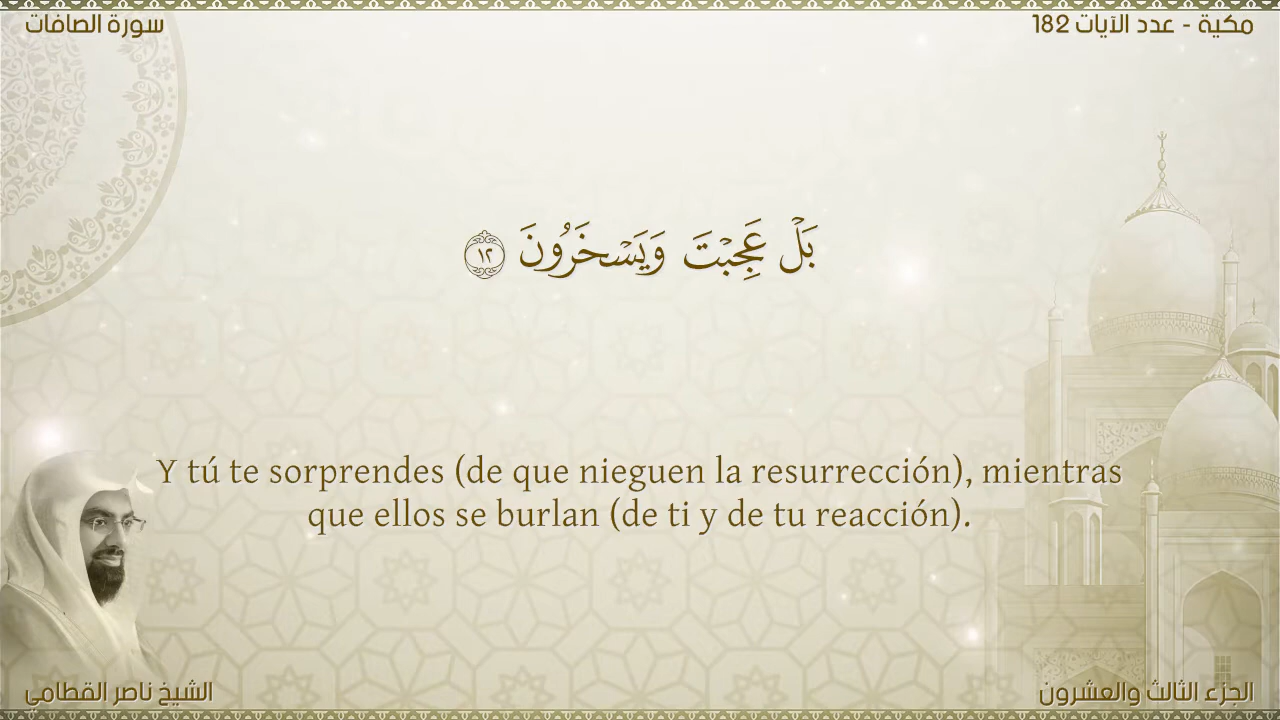 سورة الصافات
مكية - عدد الآيات 182
بَلْ عَجِبْتَ وَيَسْخَرُونَ ١٢
Y tú te sorprendes (de que nieguen la resurrección), mientras
que ellos se burlan (de ti y de tu reacción).
الشيخ ناصر القطامي
الجزء الثالث والعشرون